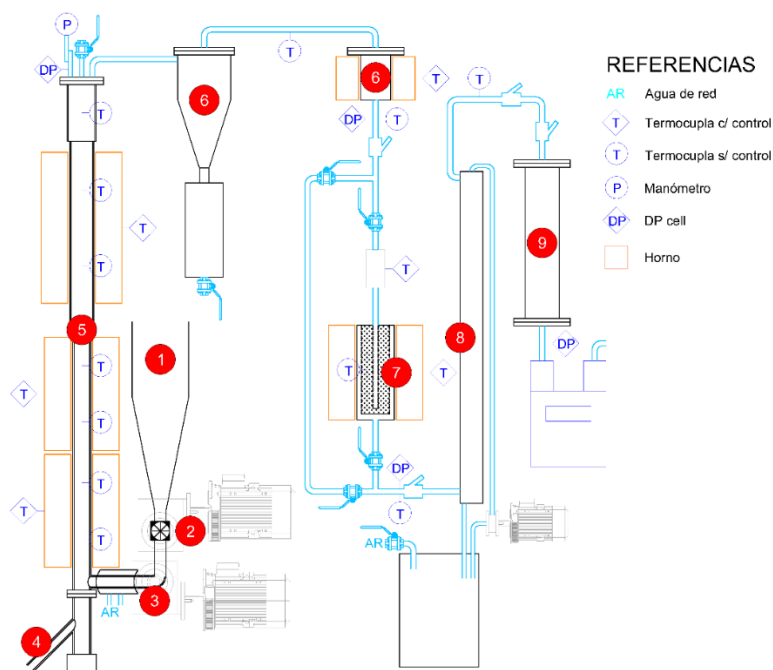 P
DP
T
T
T
T
T
T
T
T
T
T
T
5
4
AR
3
2
1
6
T
6
T
DP
T
T
T
7
T
DP
T
AR
T
8
9
DP
REFERENCIAS
AR Agua de red
T Termocupla c/ control
T Termocupla s/ control
P Manómetro
DP DP cell
Horno